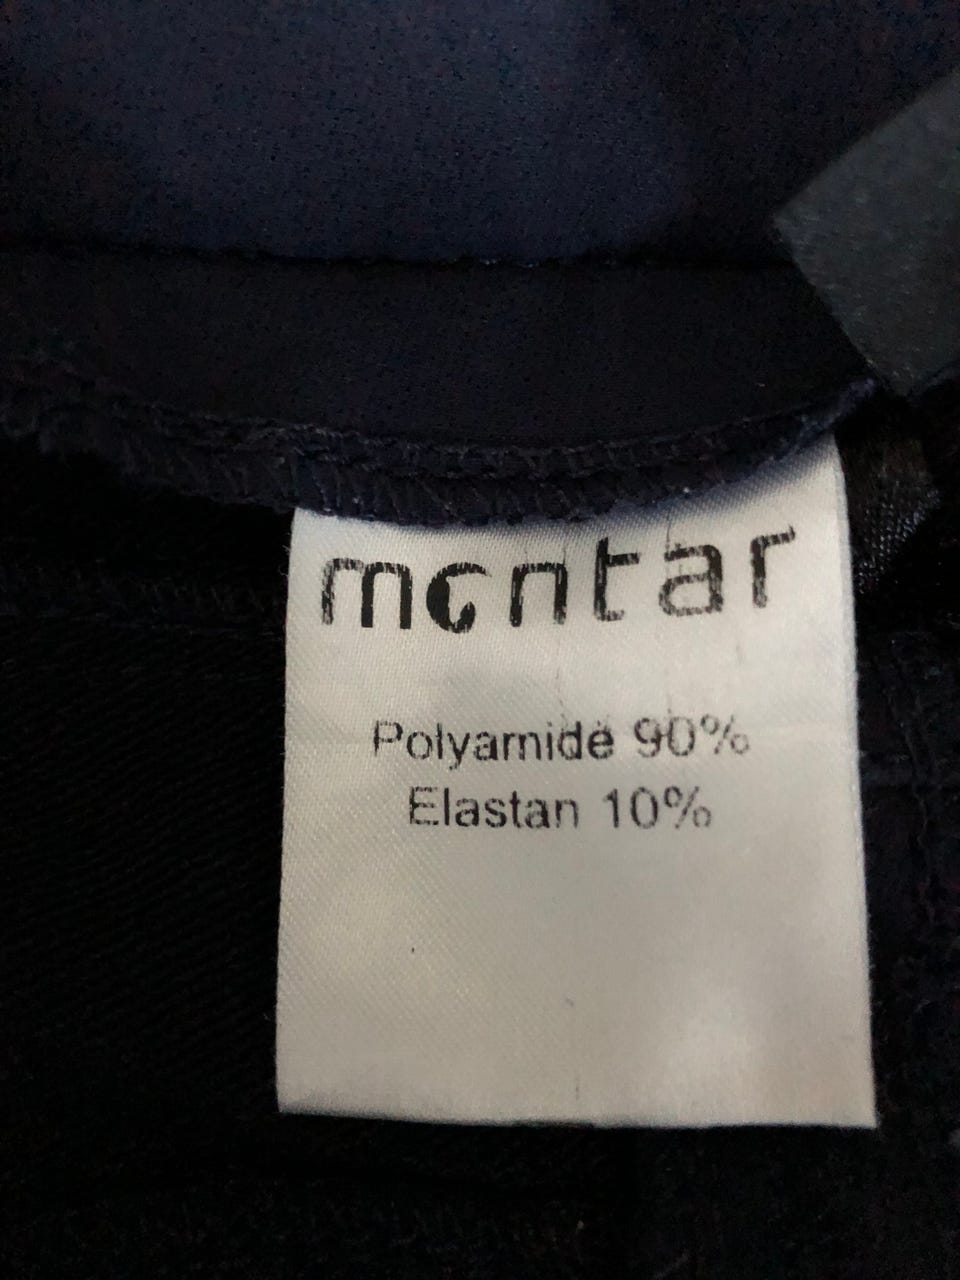 montar
Polyamide 90%
Elastan 10%